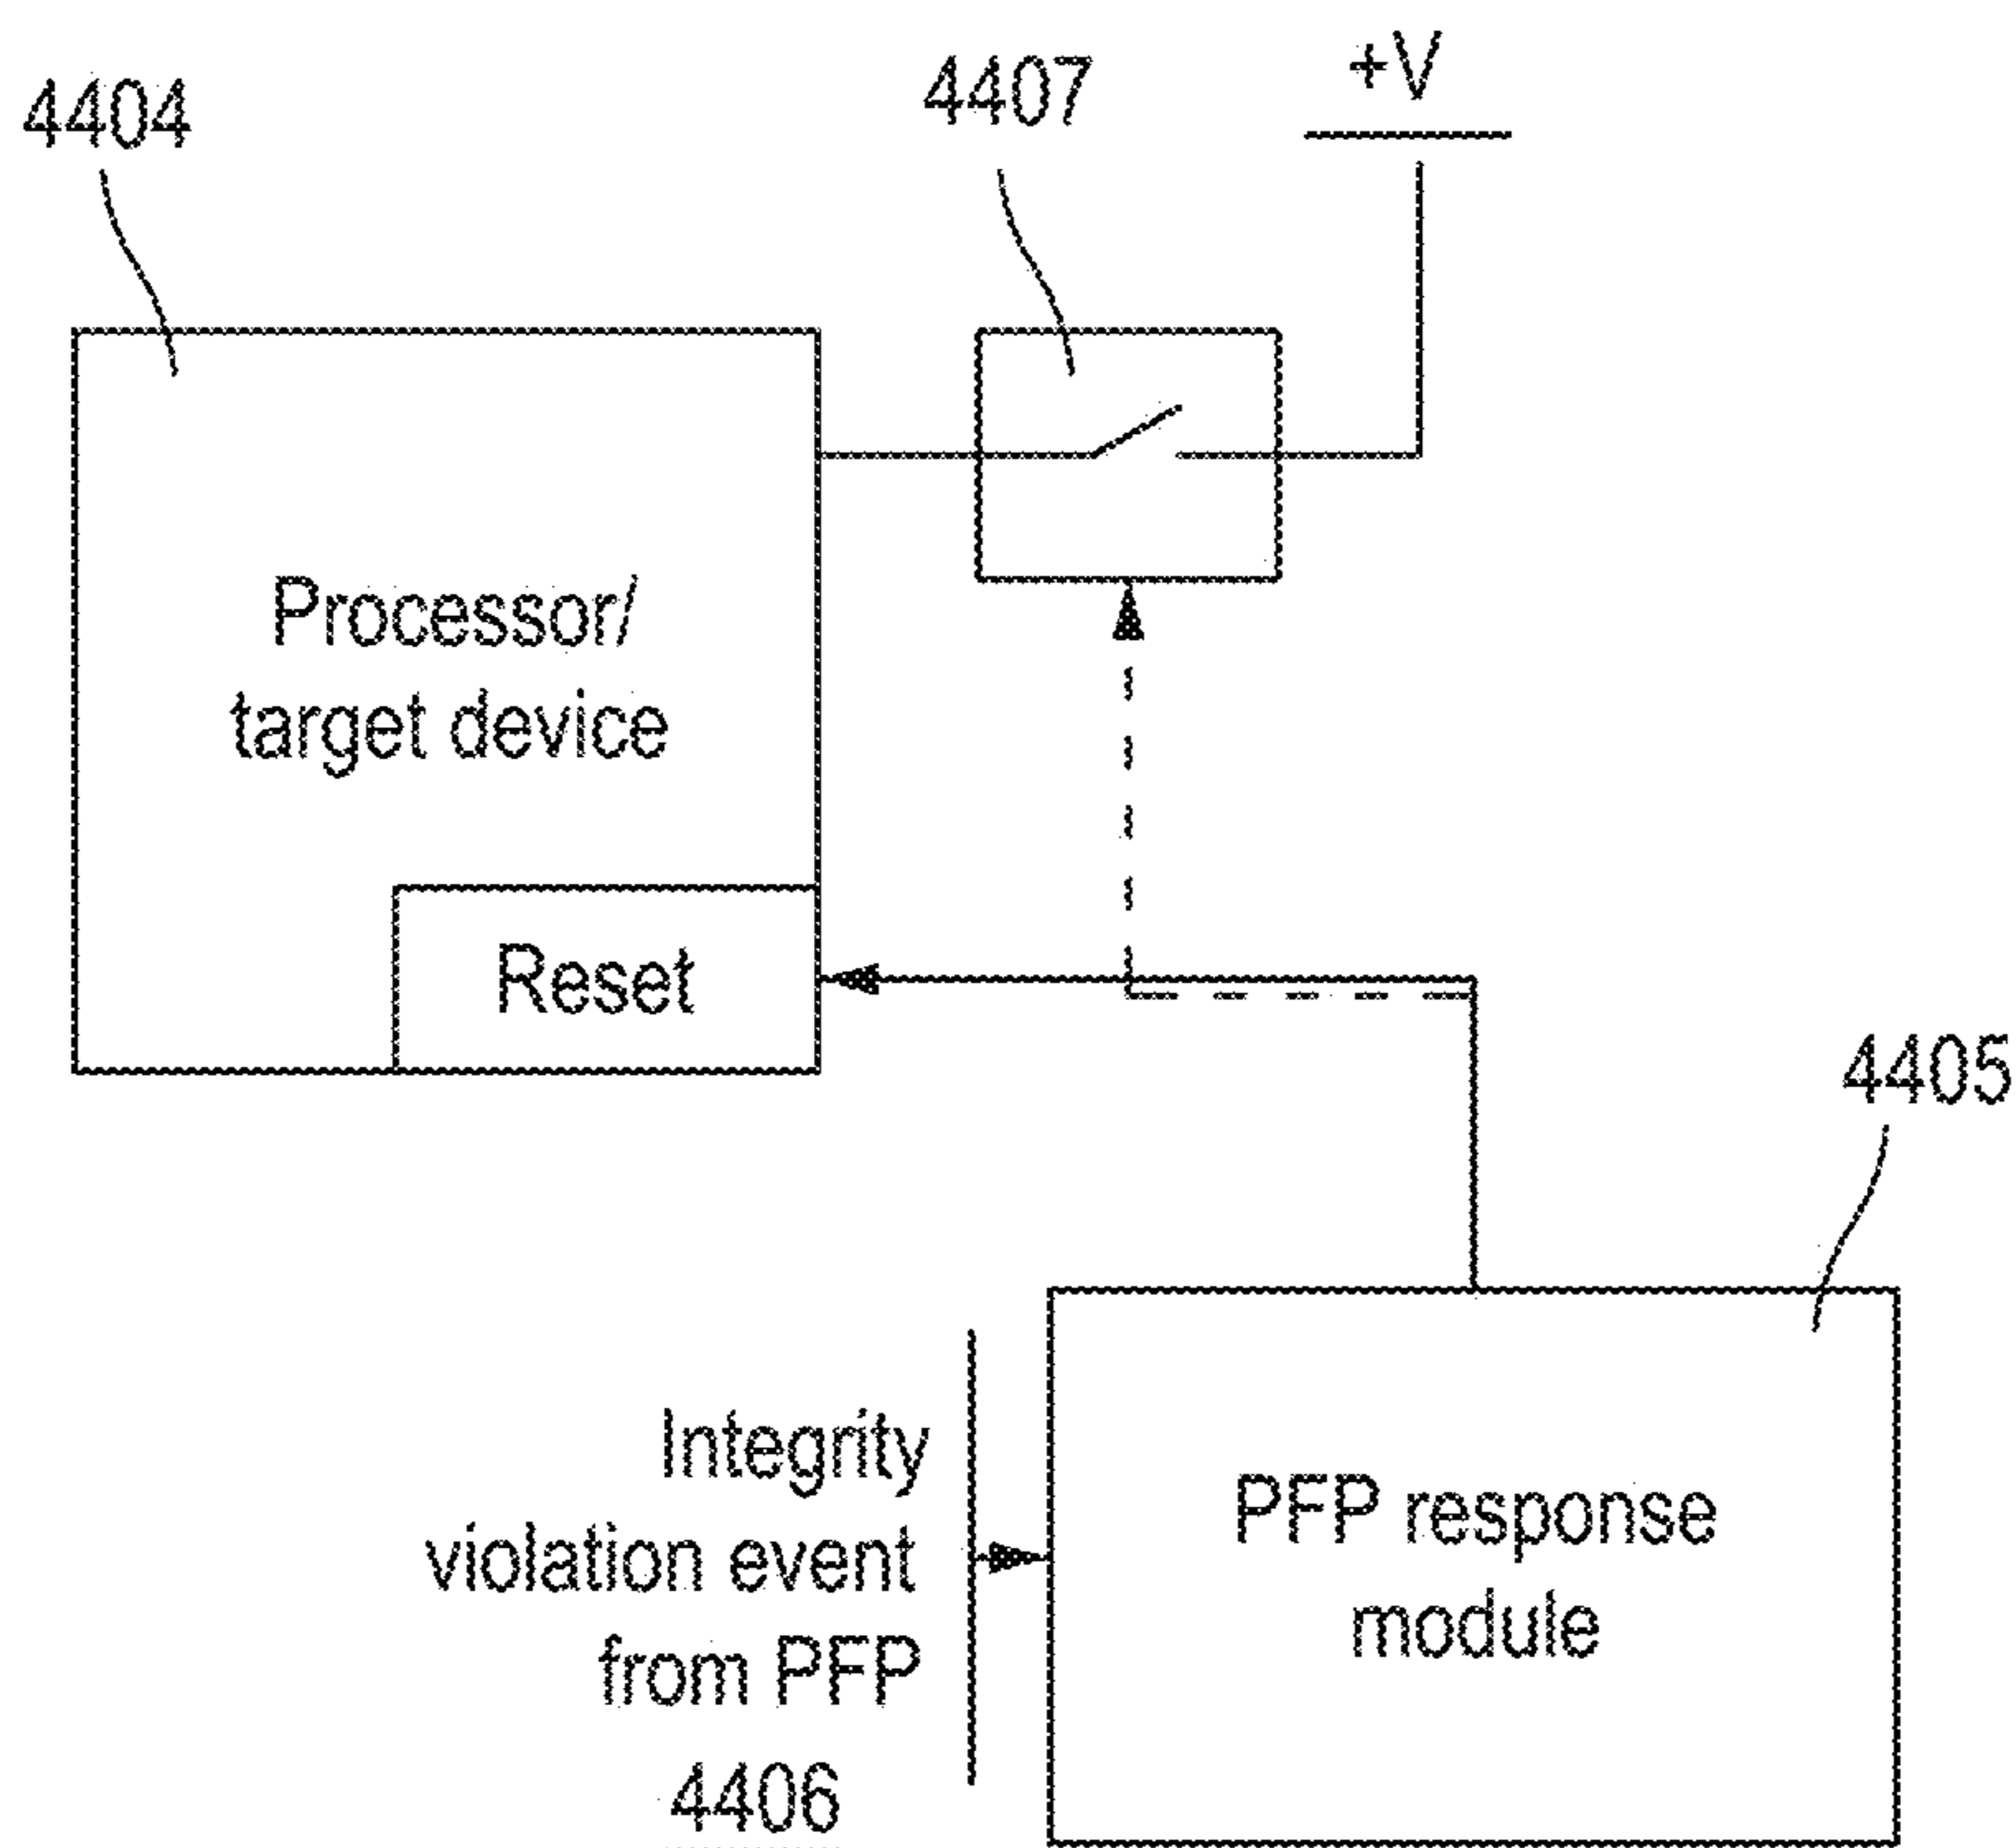 4404
4407
+V
Processor/
target device
Reset
4405
Integrity
violation event
from PFP
4406
PFP response
module